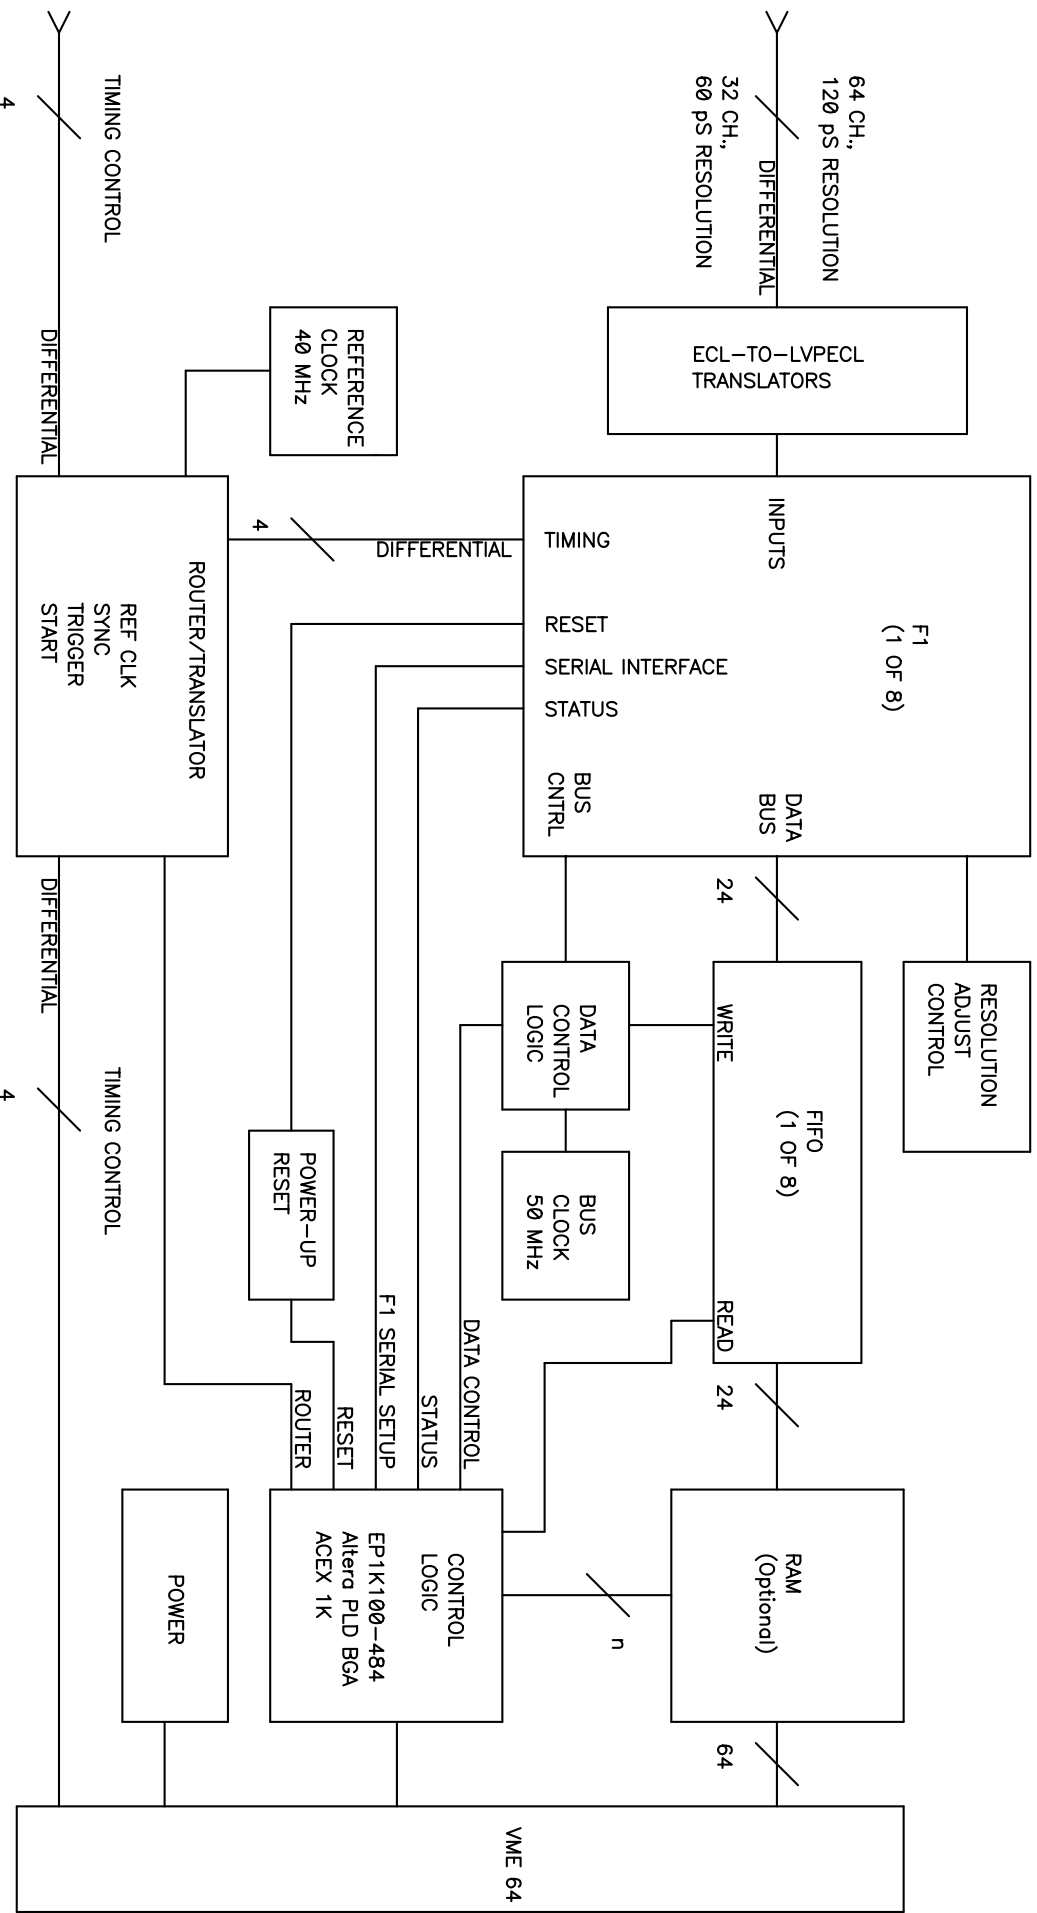 64 CH.,
120 pS RESOLUTION
DIFFERENTIAL
32 CH.,
60 pS RESOLUTION
ECL-TO-LVPECL
TRANSLATORS
INPUTS
F1
(1 OF 8)
TIMING
RESET
SERIAL INTERFACE
STATUS
BUS
CNTRL
DATA
BUS
24
RESOLUTION
ADJUST
CONTROL
FIFO
(1 OF 8)
WRITE
READ
24
DATA
CONTROL
LOGIC
BUS
CLOCK
50 MHz
RAM
(Optional)
64
n
REFERENCE
CLOCK
40 MHz
4
DIFFERENTIAL
POWER-UP
RESET
DATA CONTROL
STATUS
F1 SERIAL SETUP
RESET
ROUTER
CONTROL
LOGIC
EP1K100-484
Altera PLD BGA
ACEX 1K
POWER
TIMING CONTROL
4
DIFFERENTIAL
ROUTER/TRANSLATOR
REF CLK
SYNC
TRIGGER
START
DIFFERENTIAL
TIMING CONTROL
4
VME 64